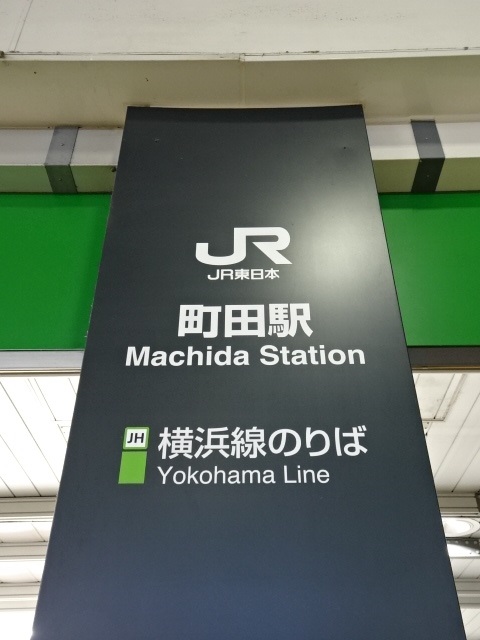 JR
JR東日本
町田駅
Machida Station
JH 横浜線のりば
Yokohama Line